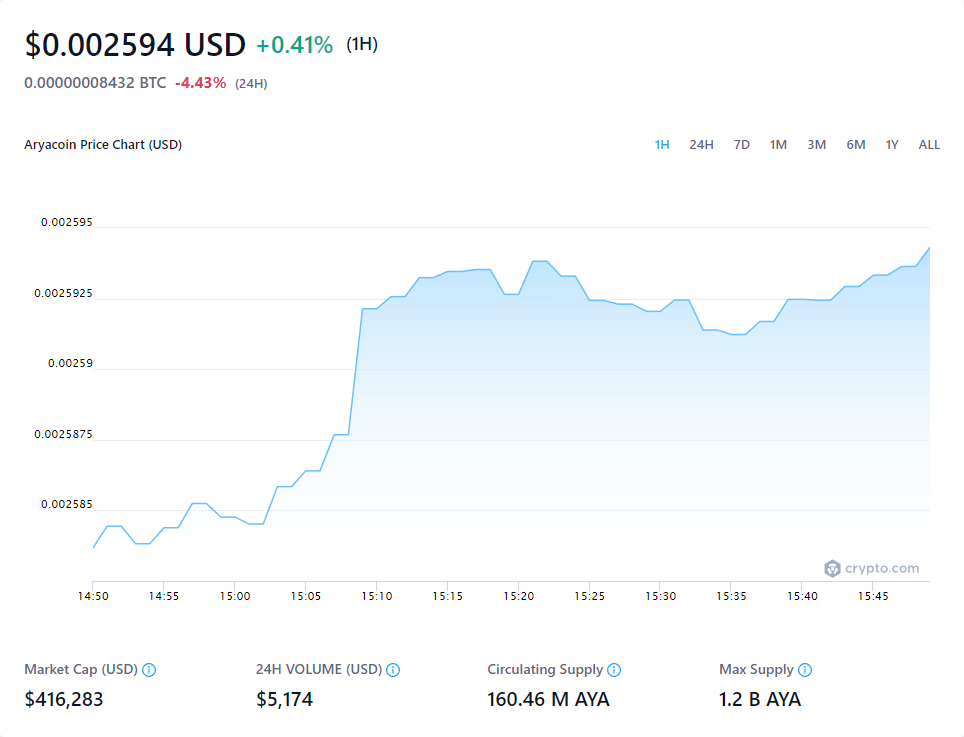 $0.002594 USD +0.41% (1H)
0.00000008432 BTC -4.43% (24H)
Aryacoin Price Chart (USD)
1H 24H 7D 1M 3M 6M 1Y ALL
0.002595
0.0025925
0.00259
0.0025875
0.002585
crypto.com
14:50 14:55 15:00 15:05 15:10 15:15 15:20 15:25 15:30 15:35 15:40 15:45
Market Cap (USD) 24H VOLUME (USD) Circulating Supply Max Supply
$416,283 $5,174 160.46 M AYA 1.2 B AYA